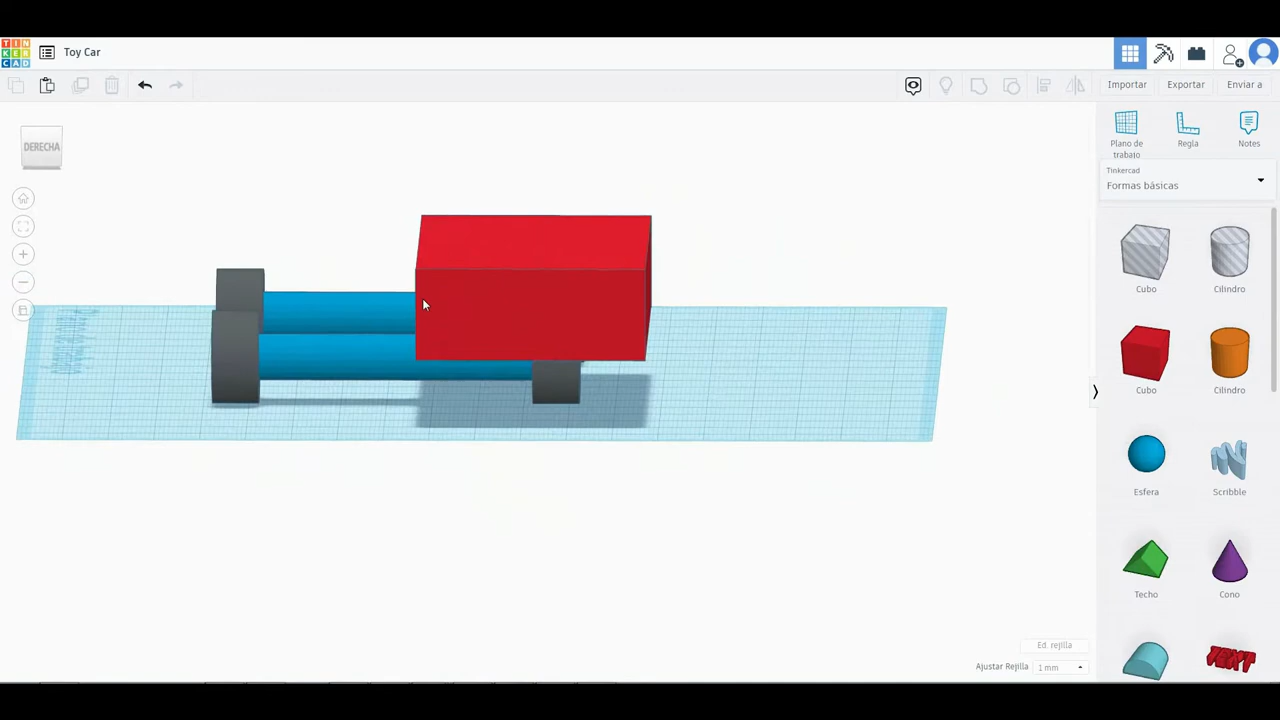 TIN
KER
CAD
Toy Car
Importar
Exportar
Enviar a
DERECHA
Plano de
trabajo
Regla
Notes
Tinkercad
Formas básicas
Cubo
Cilindro
Cubo
Cilindro
Esfera
Scribble
Techo
Cono
TEXT
Ed. rejilla
Ajustar Rejilla
1 mm